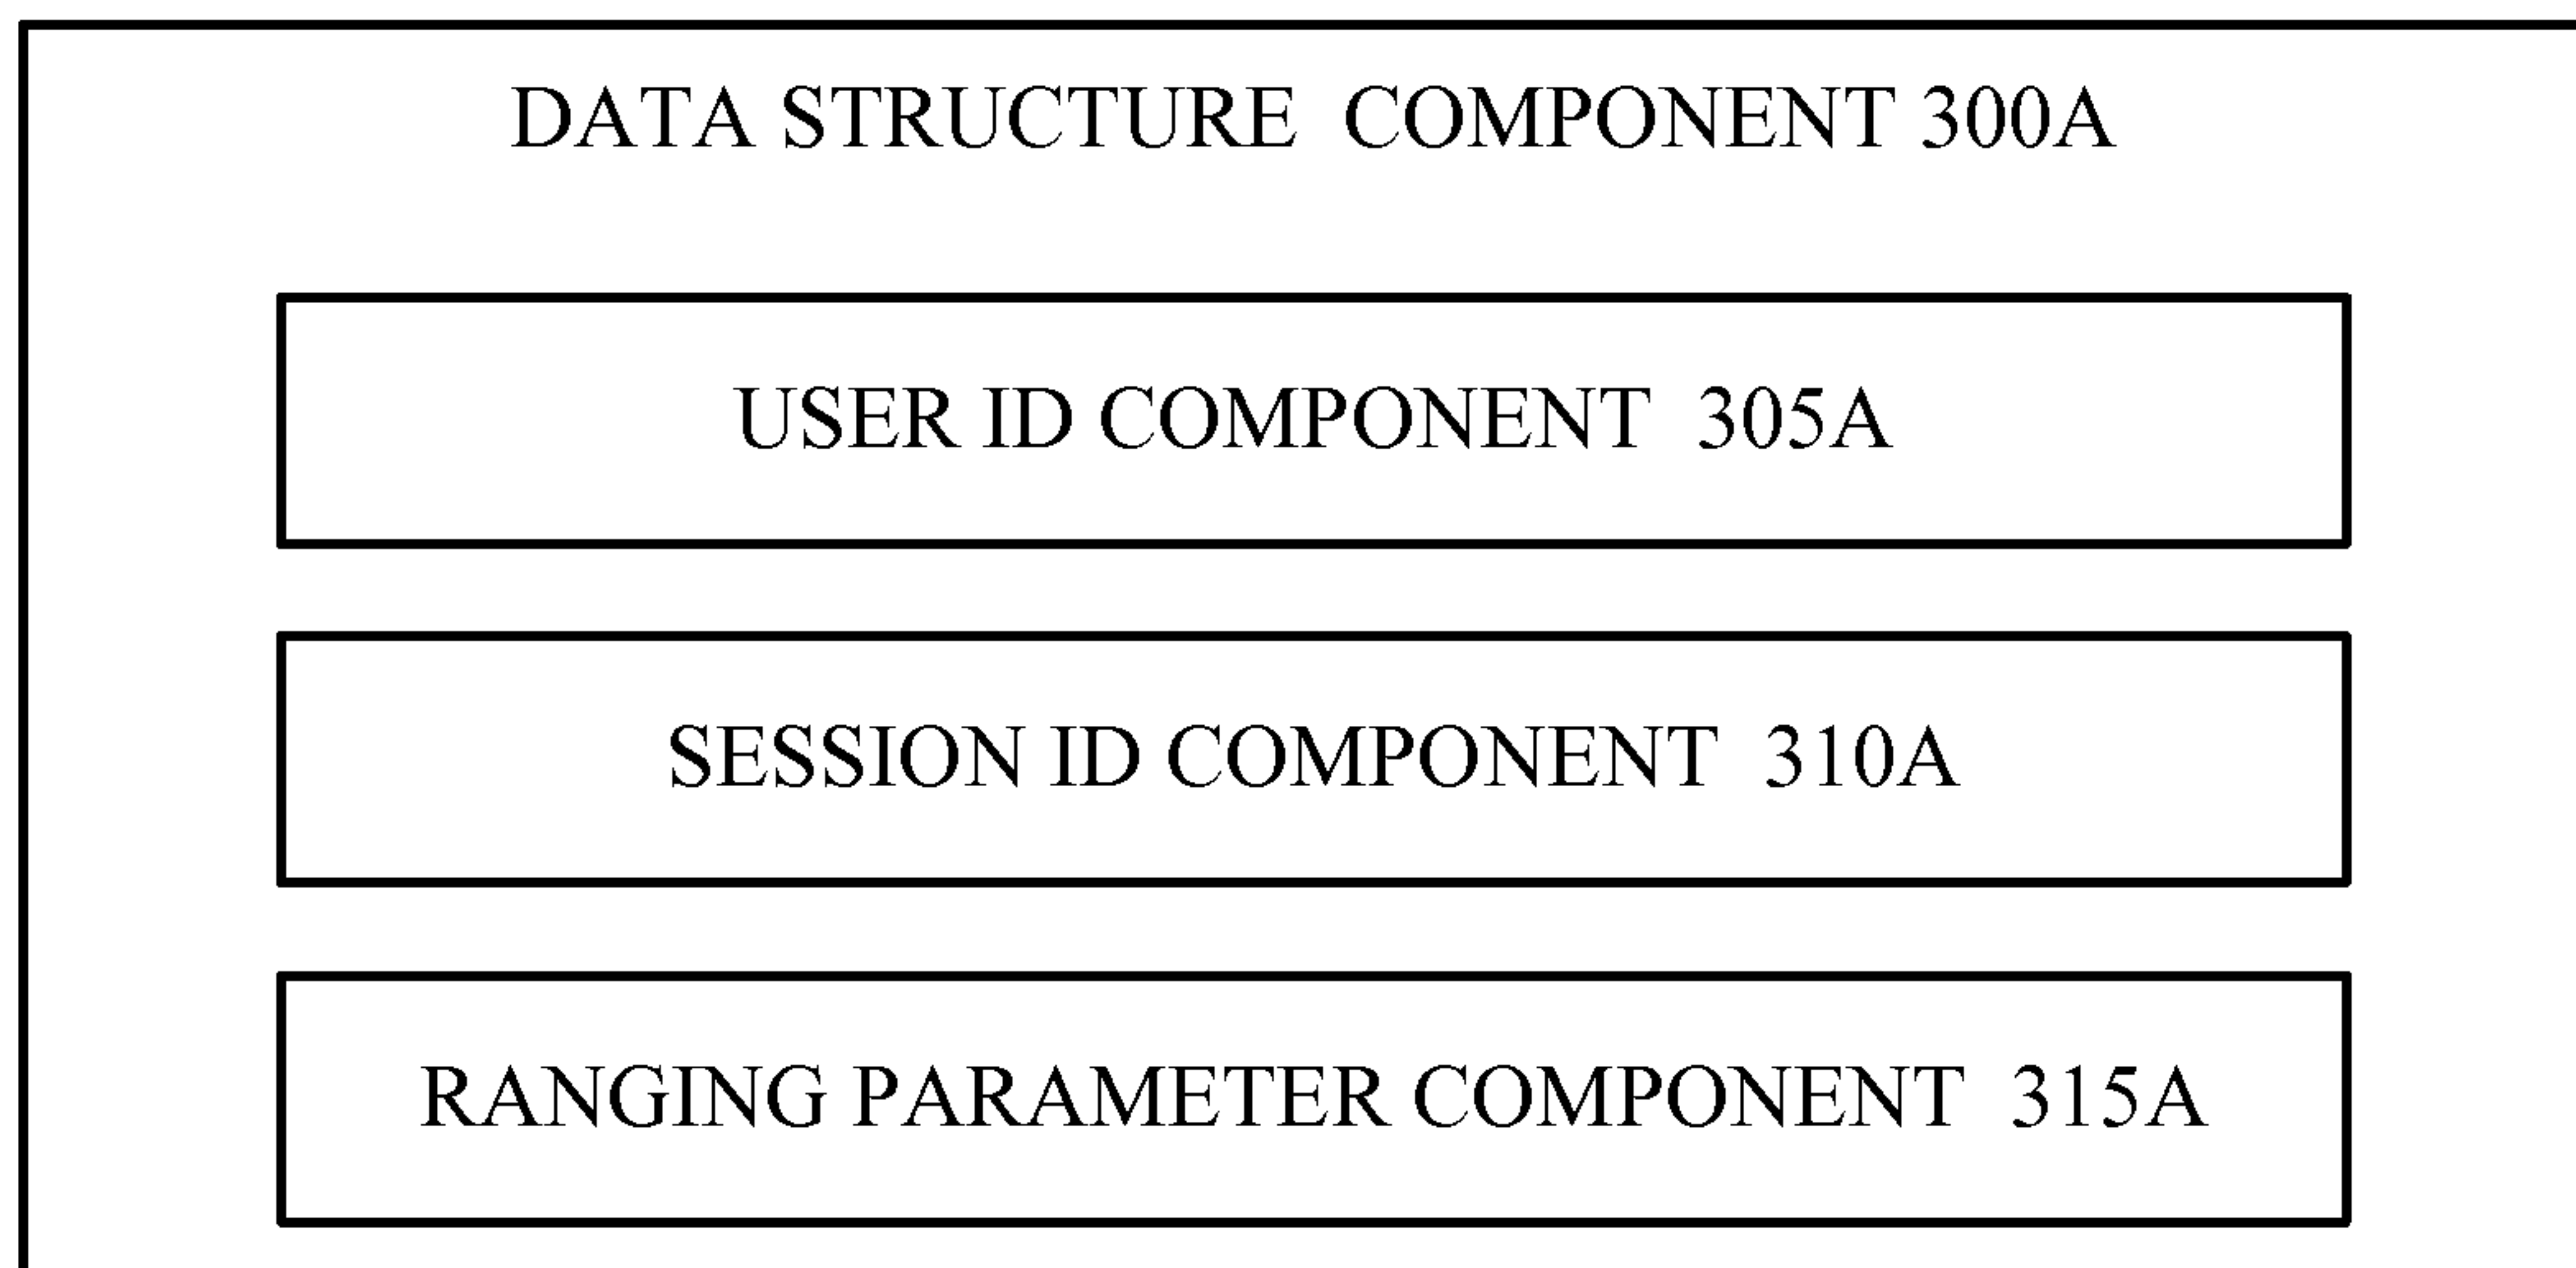 DATA STRUCTURE COMPONENT 300A
USER ID COMPONENT 305A
SESSION ID COMPONENT 310A
RANGING PARAMETER COMPONENT 315A